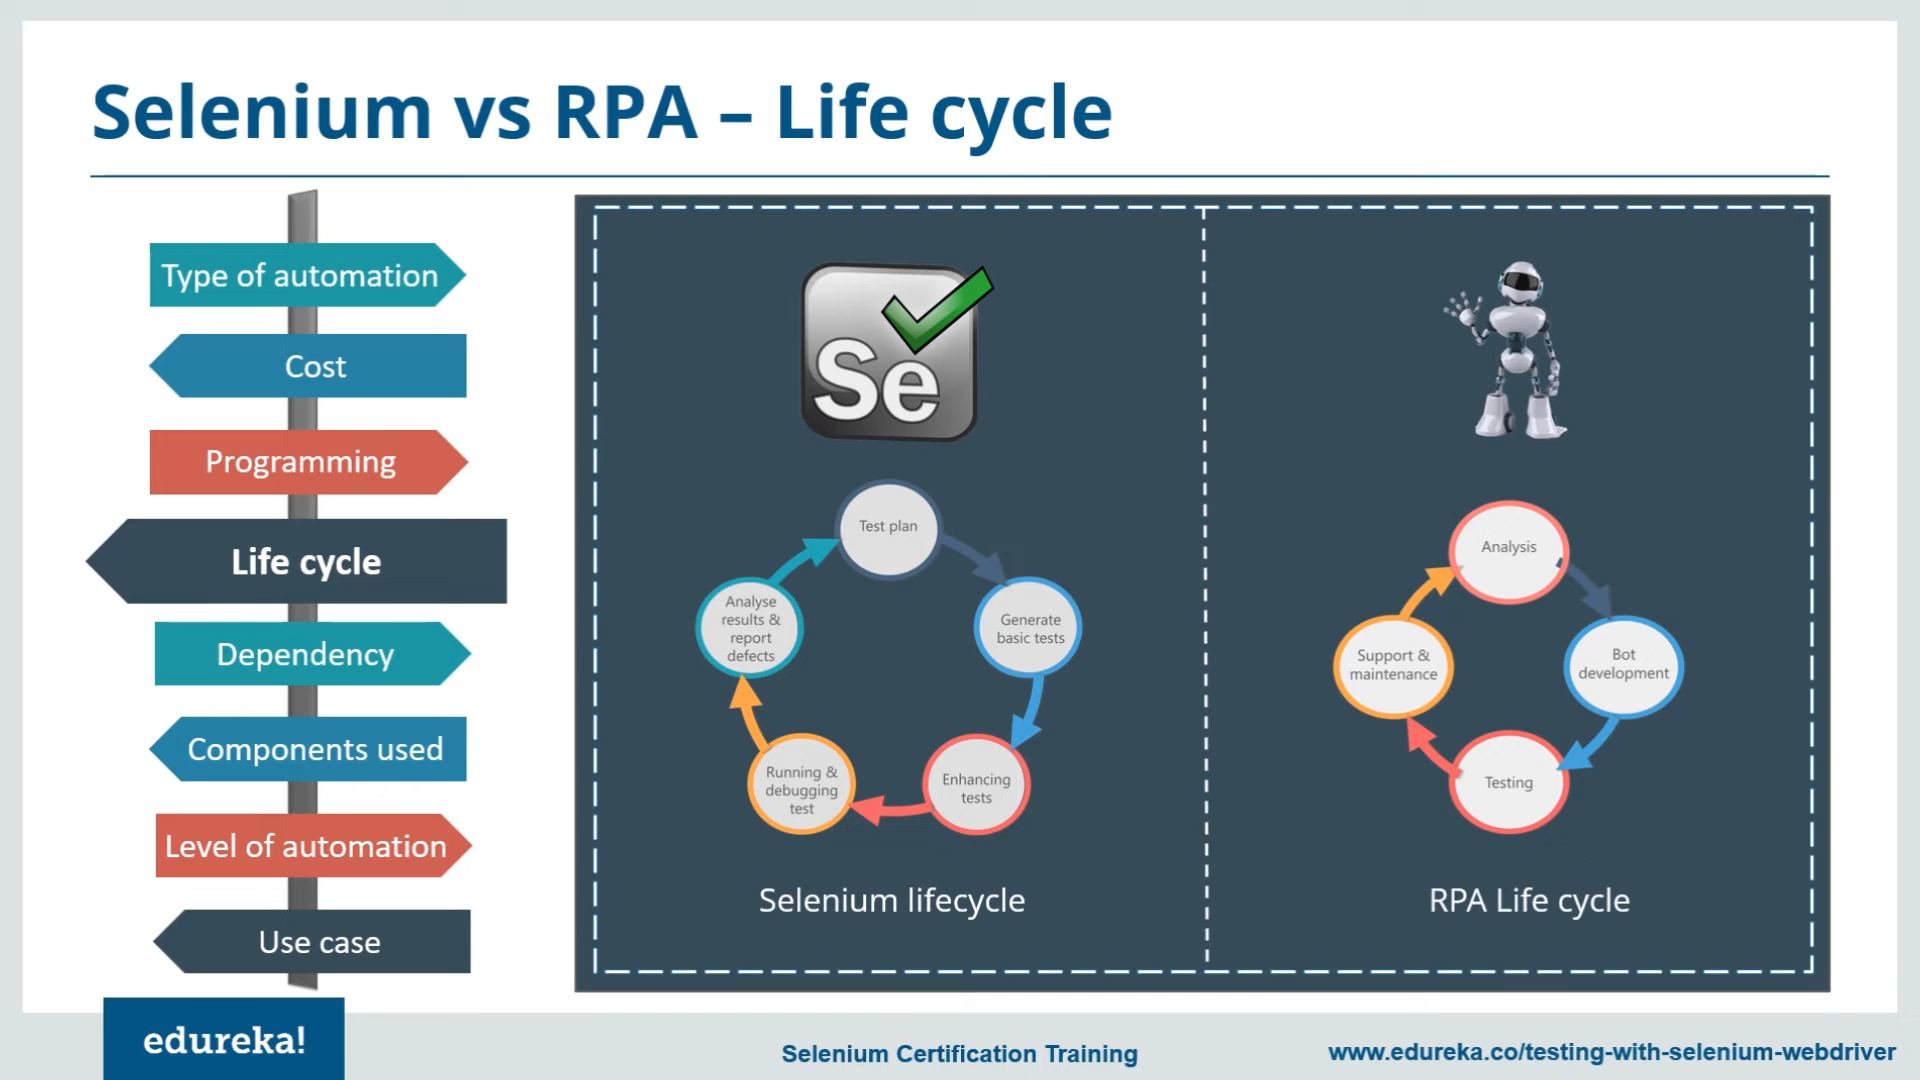 Selenium vs RPA – Life cycle
Type of automation
Cost
Programming
Life cycle
Dependency
Components used
Level of automation
Use case
Se
Test plan
Generate
basic tests
Enhancing
tests
Running &
debugging
test
Analyse
results &
report
defects
Selenium lifecycle
Analysis
Bot
development
Testing
Support &
maintenance
RPA Life cycle
edureka!
Selenium Certification Training
www.edureka.co/testing-with-selenium-webdriver